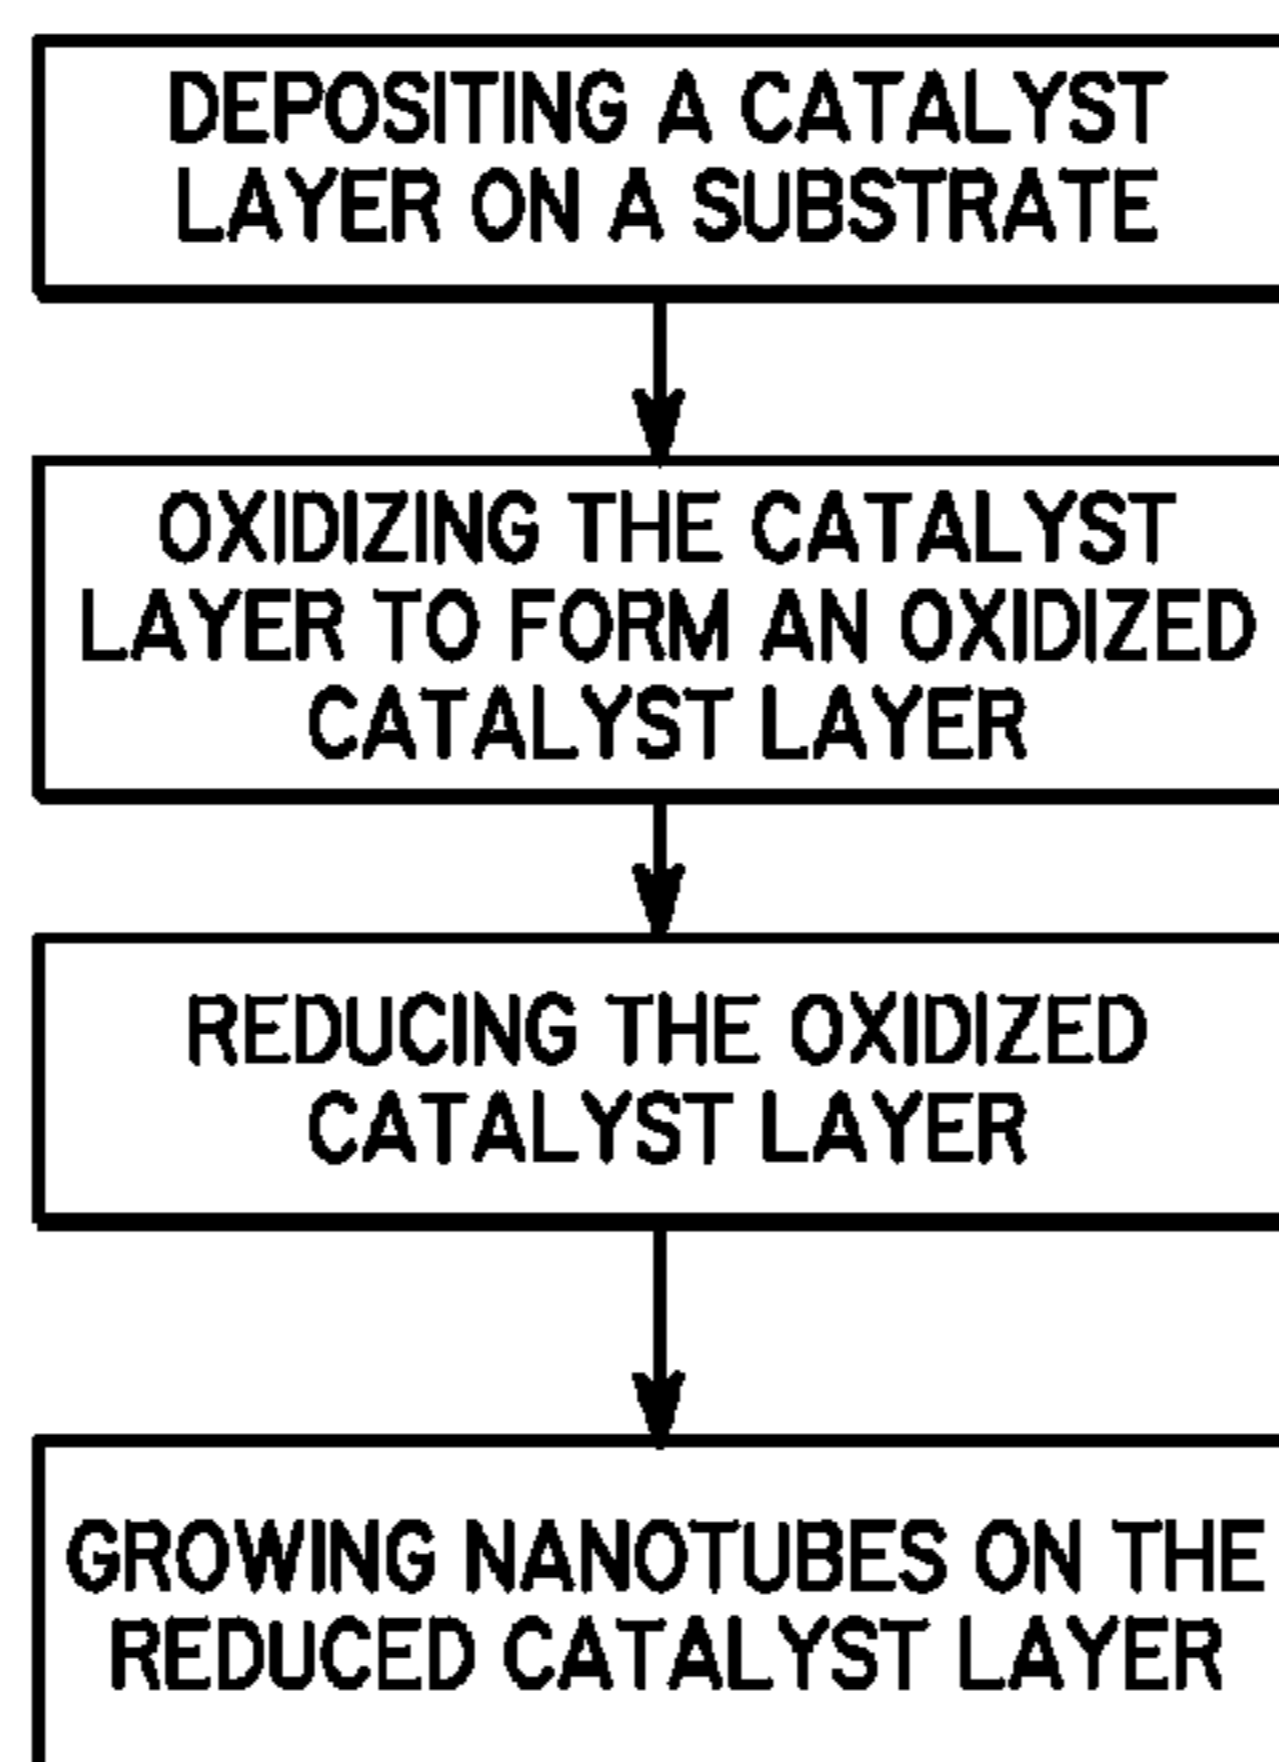 DEPOSITING A CATALYST
LAYER ON A SUBSTRATE
OXIDIZING THE CATALYST
LAYER TO FORM AN OXIDIZED
CATALYST LAYER
REDUCING THE OXIDIZED
CATALYST LAYER
GROWING NANOTUBES ON THE
REDUCED CATALYST LAYER